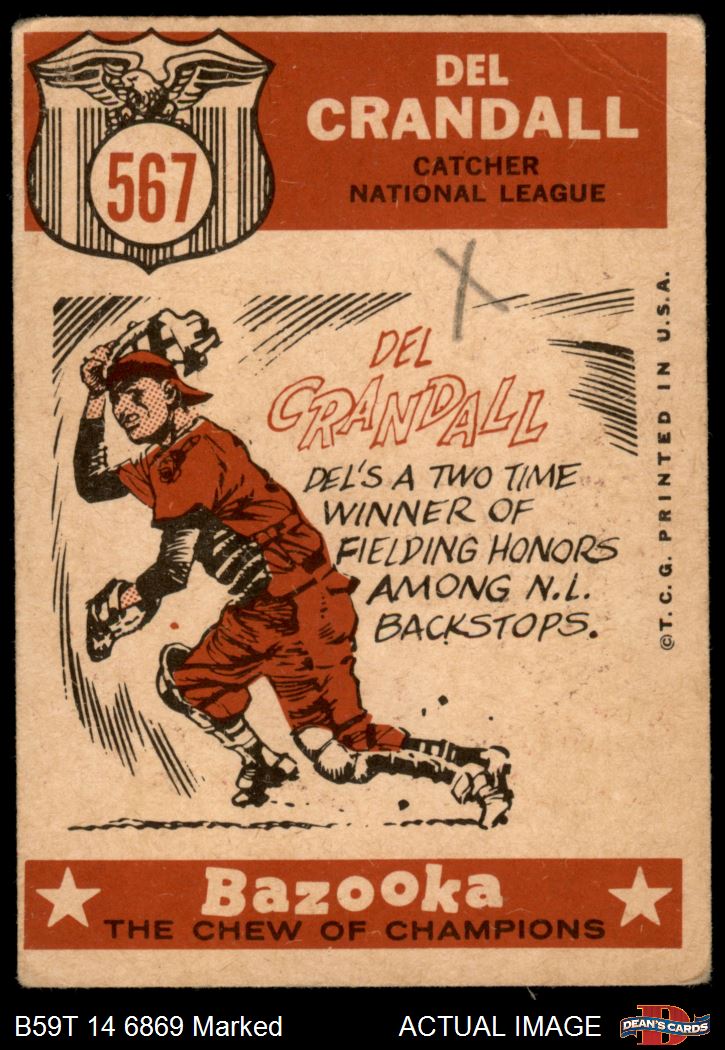 567
DEL
CRANDALL
CATCHER
NATIONAL LEAGUE
X
DEL
CRANDALL
DEL'S A TWO TIME
WINNER OF
FIELDING HONORS
AMONG N.L.
BACKSTOPS.
©T.C.G. PRINTED IN U.S.A.
Bazooka
THE CHEW OF CHAMPIONS
B59T 14 6869 Marked
ACTUAL IMAGE
D
DEAN'S CARDS